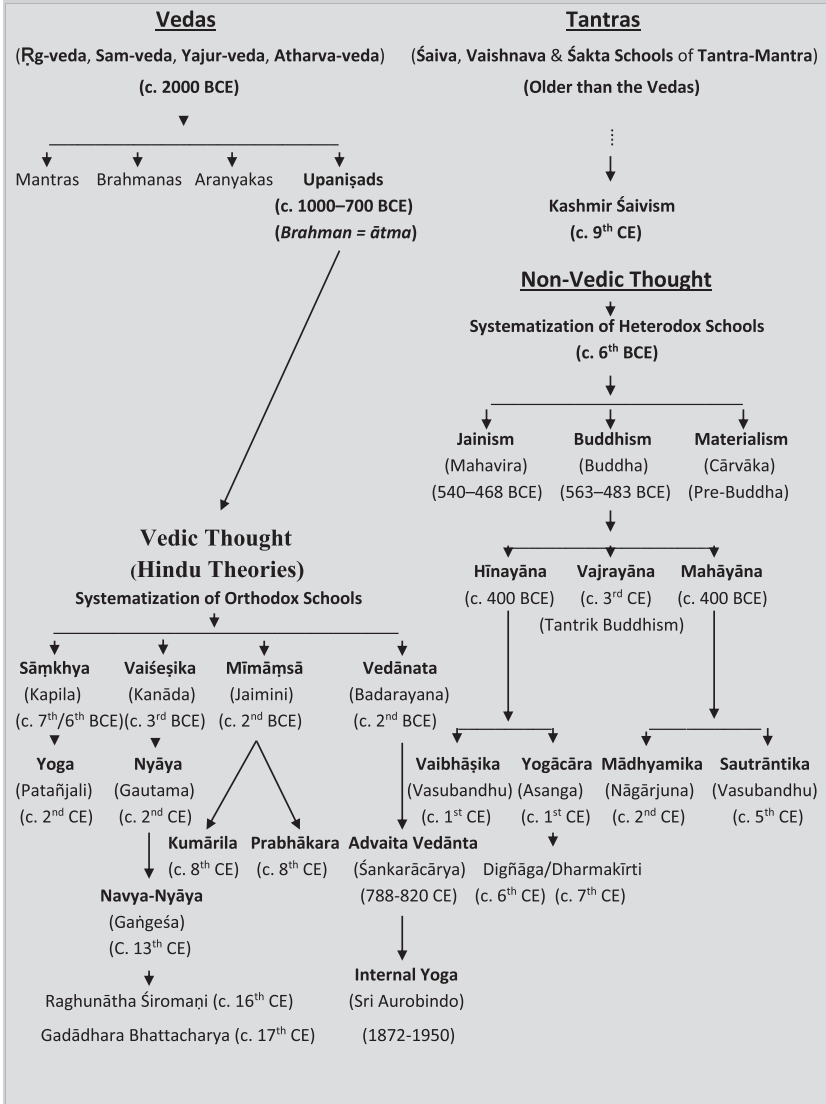 Vedas
(Ṛg-veda, Sam-veda, Yajur-veda, Atharva-veda)
(c. 2000 BCE)
Mantras
Brahmanas
Aranyakas
Upaniṣads
(c. 1000–700 BCE)
(Brahman = ātma)
Tantras
(Śaiva, Vaishnava & Śakta Schools of Tantra-Mantra)
(Older than the Vedas)
Kashmir Śaivism
(c. 9th CE)
Non-Vedic Thought
Systematization of Heterodox Schools
(c. 6th BCE)
Jainism
(Mahavira)
(540–468 BCE)
Buddhism
(Buddha)
(563–483 BCE)
Materialism
(Cārvāka)
(Pre-Buddha)
Hīnayāna
(c. 400 BCE)
Vajrayāna
(c. 3rd CE)
(Tantrik Buddhism)
Mahāyāna
(c. 400 BCE)
Vaibhāṣika
(Vasubandhu)
(c. 1st CE)
Yogācāra
(Asanga)
(c. 1st CE)
Digñāga/Dharmakīrti
(c. 6th CE) (c. 7th CE)
Mādhyamika
(Nāgārjuna)
(c. 2nd CE)
Sautrāntika
(Vasubandhu)
(c. 5th CE)
Vedic Thought
(Hindu Theories)
Systematization of Orthodox Schools
Sāṃkhya
(Kapila)
(c. 7th/6th BCE)
Yoga
(Patañjali)
(c. 2nd CE)
Vaiśeṣika
(Kanāda)
(c. 3rd BCE)
Nyāya
(Gautama)
(c. 2nd CE)
Navya-Nyāya
(Gaṅgeśa)
(C. 13th CE)
Raghunātha Śiromaṇi (c. 16th CE)
Gadādhara Bhattacharya (c. 17th CE)
Mīmāṃsā
(Jaimini)
(c. 2nd BCE)
Kumārila
(c. 8th CE)
Prabhākara
(c. 8th CE)
Vedānata
(Badarayana)
(c. 2nd BCE)
Advaita Vedānta
(Śankarācārya)
(788-820 CE)
Internal Yoga
(Sri Aurobindo)
(1872-1950)